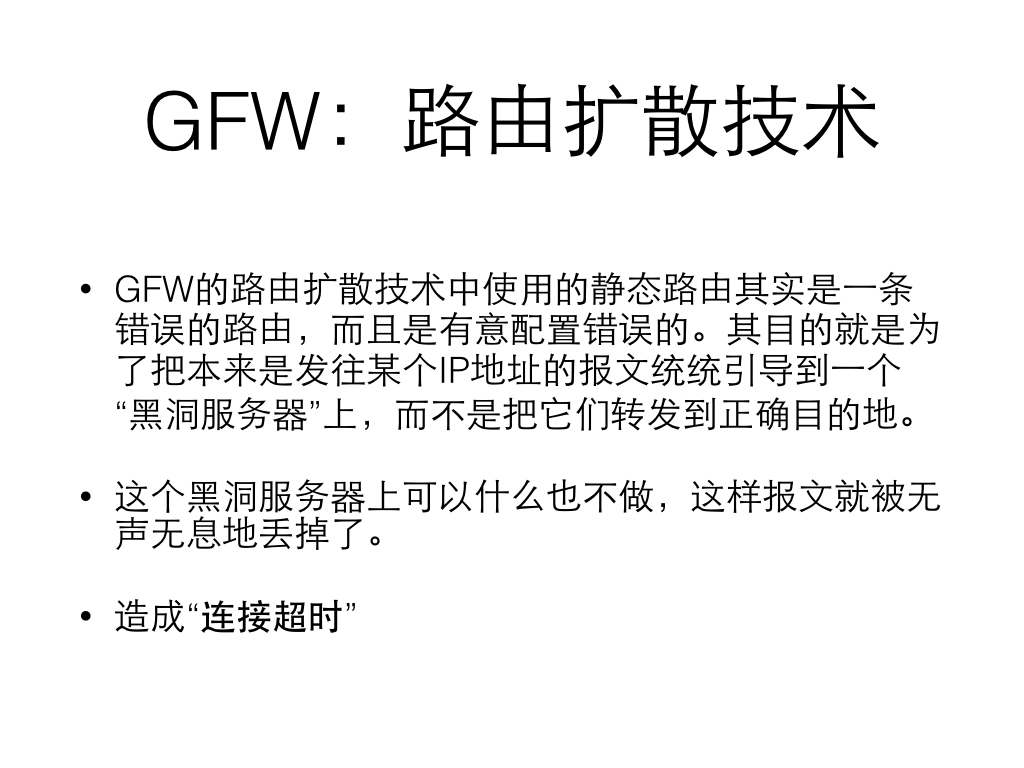 GFW：路由扩散技术
• GFW的路由扩散技术中使用的静态路由其实是一条
错误的路由，而且是有意配置错误的。其目的就是为
了把本来是发往某个IP地址的报文统统引导到一个
“黑洞服务器”上，而不是把它们转发到正确目的地。
• 这个黑洞服务器上可以什么也不做，这样报文就被无
声无息地丢掉了。
• 造成“连接超时”